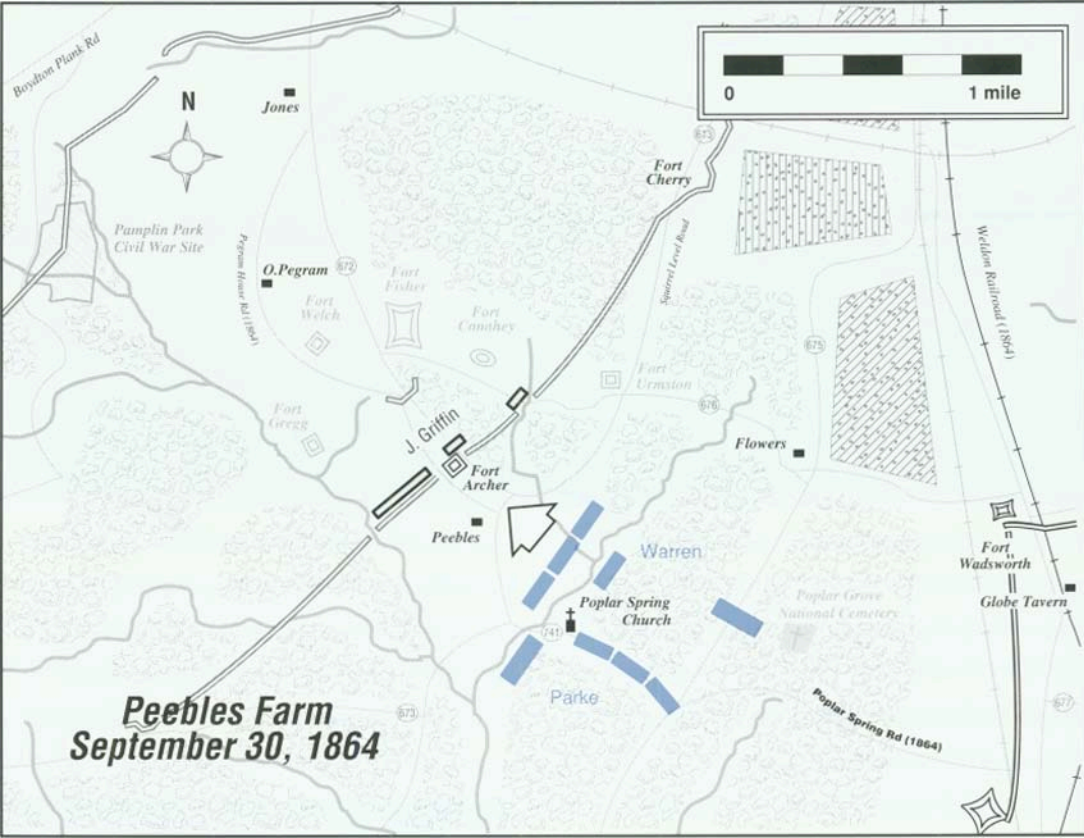 Boydton Plank Rd
N
Jones
0
1 mile
613
Fort
Cherry
Pamplin Park
Civil War Site
Pegram House Rd (1864)
O.Pegram
672
Fort
Fisher
Fort
Welch
Fort
Conahey
Squirrel Level Road
Weldon Railroad (1864)
675
Fort
Urmston
676
Fort
Gregg
J. Griffin
Fort
Archer
Flowers
Peebles
Warren
Fort
Wadsworth
Globe Tavern
Poplar Spring
Church
741
Poplar Grove
National Cemetery
Parke
673
677
Poplar Spring Rd (1864)
Peebles Farm
September 30, 1864